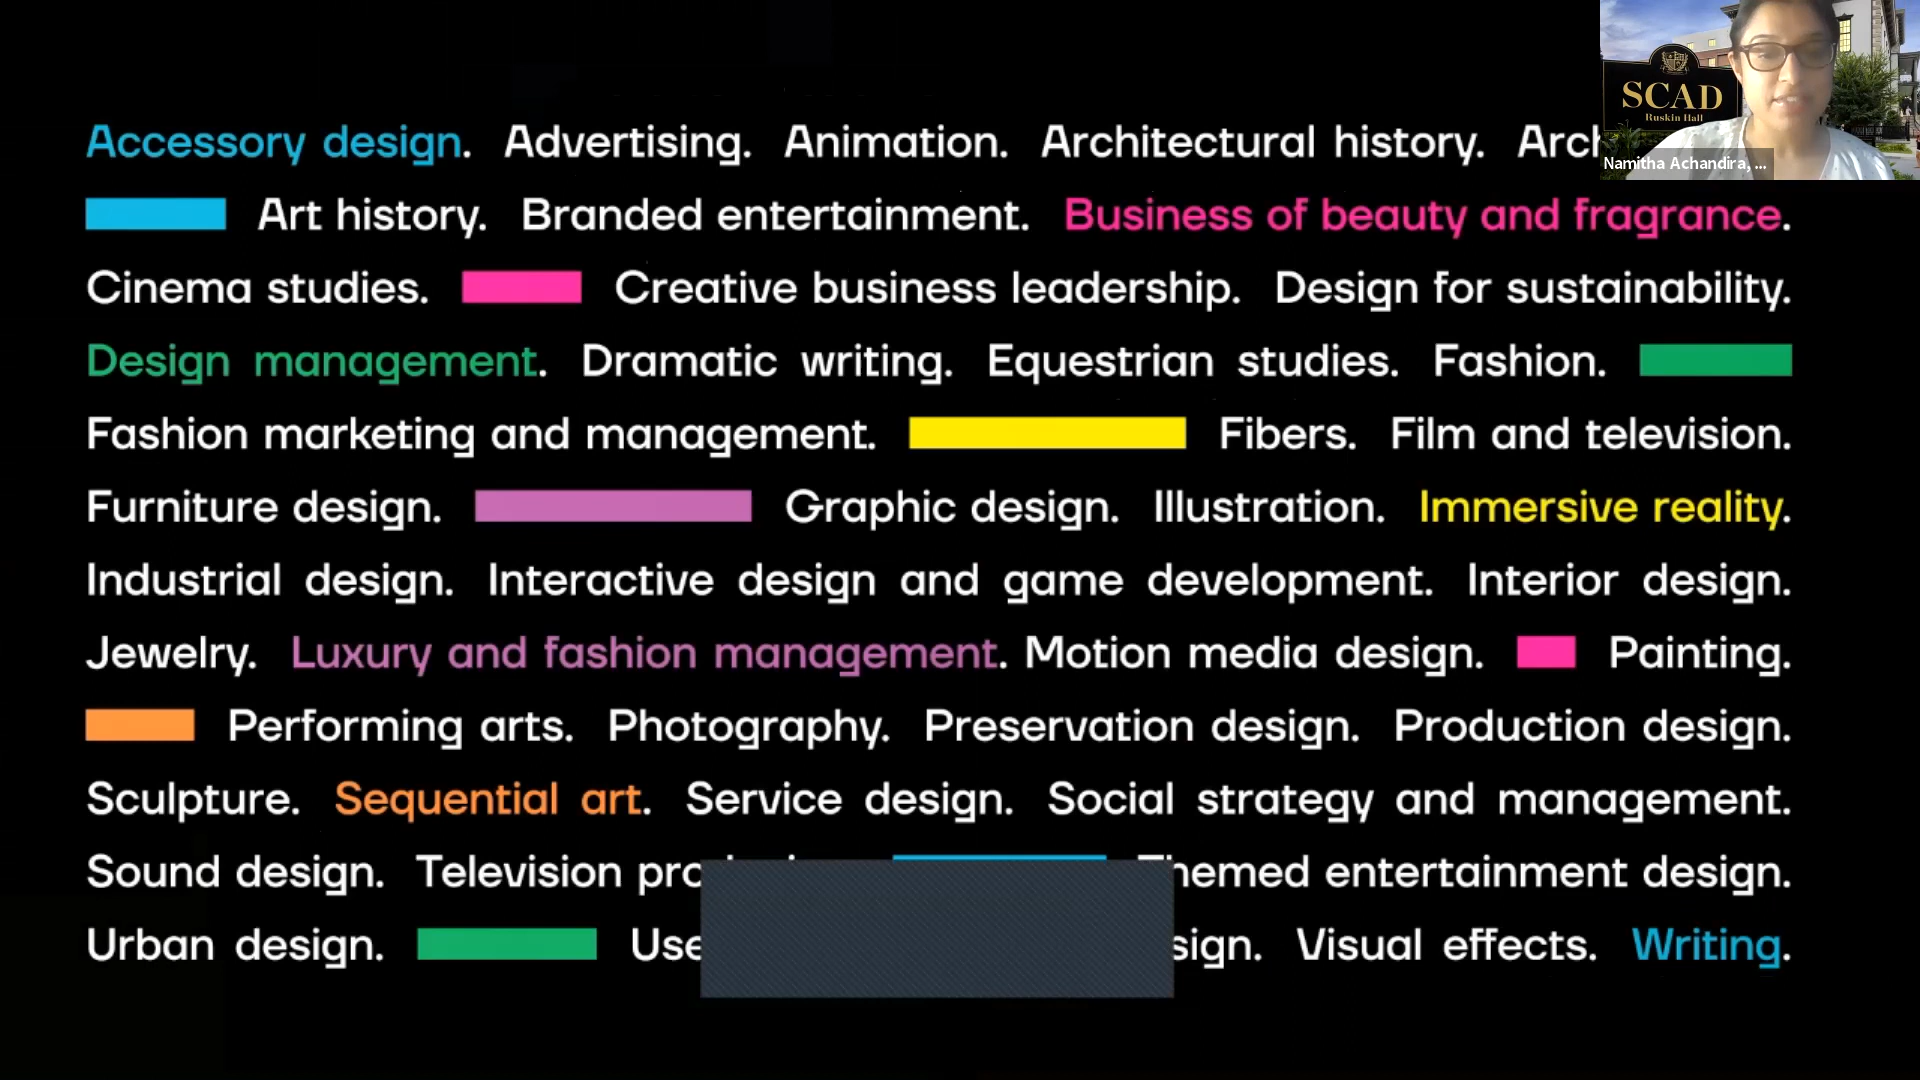 Accessory design. Advertising. Animation. Architectural history.
SCAD
Ruskin Hall
Namitha Achandira, ...
Art history. Branded entertainment. Business of beauty and fragrance.
Cinema studies. Creative business leadership. Design for sustainability.
Design management. Dramatic writing. Equestrian studies. Fashion.
Fashion marketing and management. Fibers. Film and television.
Furniture design. Graphic design. Illustration. Immersive reality.
Industrial design. Interactive design and game development. Interior design.
Jewelry. Luxury and fashion management. Motion media design. Painting.
Performing arts. Photography. Preservation design. Production design.
Sculpture. Sequential art. Service design. Social strategy and management.
Sound design. Television Themed entertainment design.
Urban design. Visual effects. Writing.